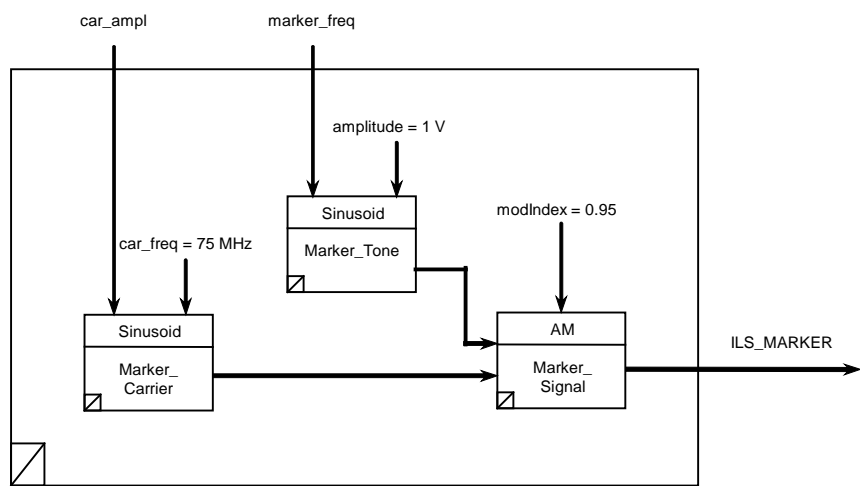 car_ampl
marker_freq
amplitude = 1 V
Sinusoid
Marker_Tone
modIndex = 0.95
car_freq = 75 MHz
Sinusoid
Marker_
Carrier
AM
Marker_
Signal
ILS_MARKER